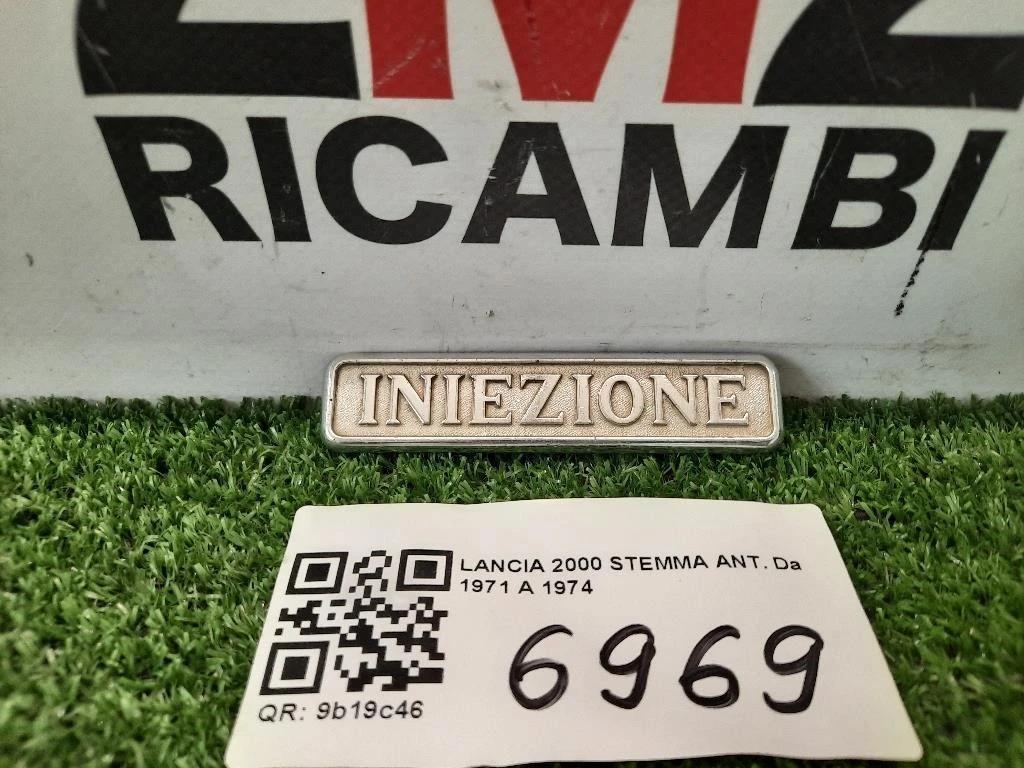 RICAMBI
INIEZIONE
LANCIA 2000 STEMMA ANT. Da
1971 A 1974
6969
QR: 9b19c46